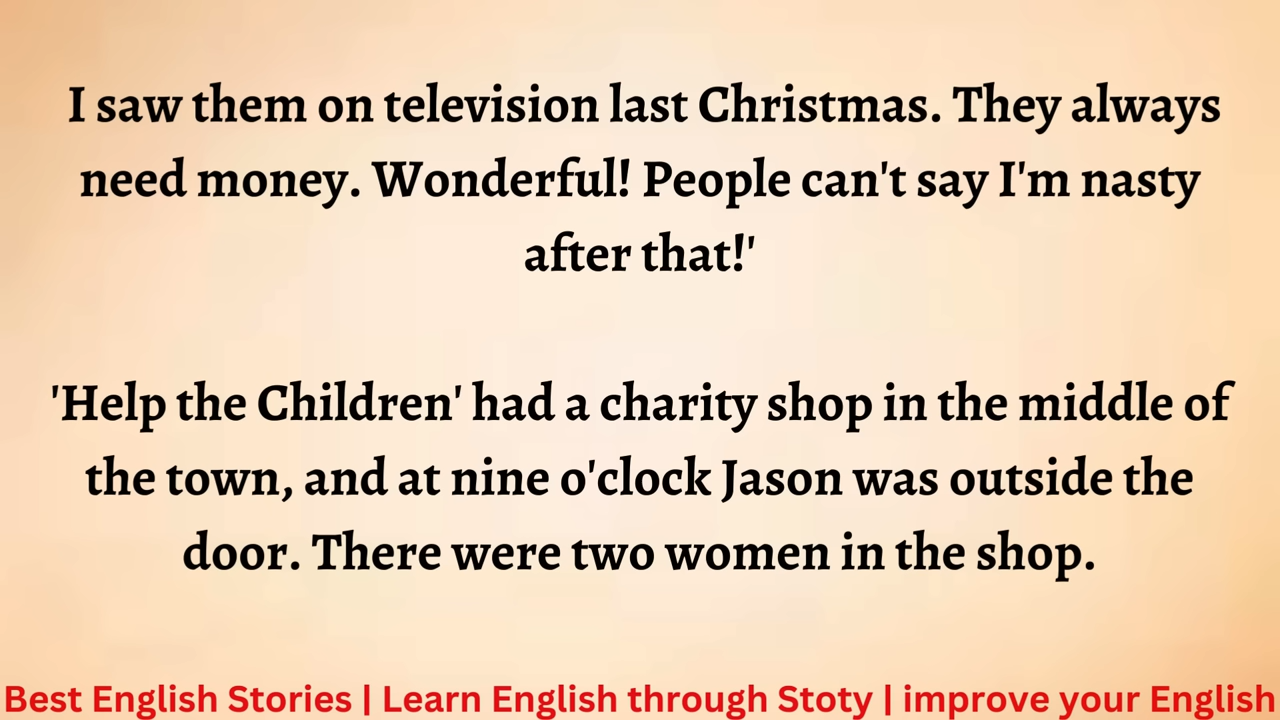 I saw them on television last Christmas. They always
need money. Wonderful! People can't say I'm nasty
after that!'
'Help the Children' had a charity shop in the middle of
the town, and at nine o'clock Jason was outside the
door. There were two women in the shop.
Best English Stories | Learn English through Stoty | improve your English